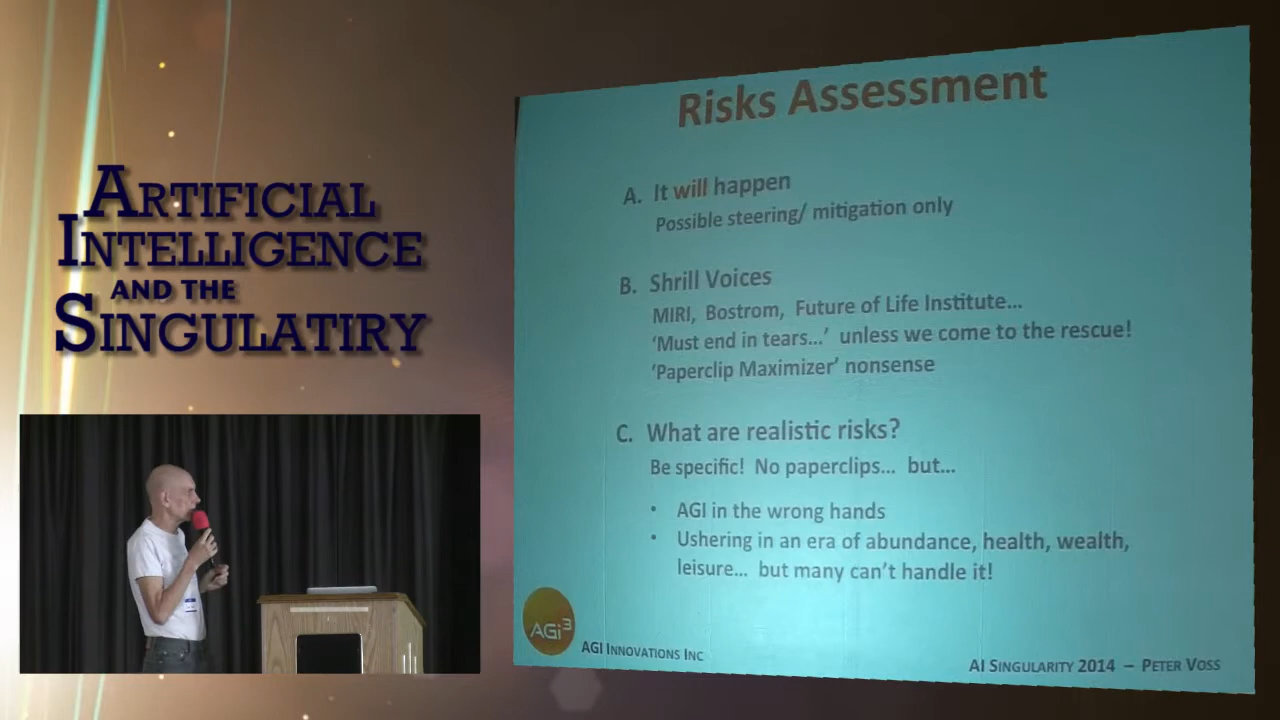 ARTIFICIAL
INTELLIGENCE
AND THE
SINGULATIRY
Risks Assessment
A. It will happen
Possible steering/ mitigation only
B. Shrill Voices
MIRI, Bostrom, Future of Life Institute...
‘Must end in tears...’ unless we come to the rescue!
‘Paperclip Maximizer’ nonsense
C. What are realistic risks?
Be specific! No paperclips... but...
• AGI in the wrong hands
• Ushering in an era of abundance, health, wealth,
leisure... but many can’t handle it!
AGi³
AGI INNOVATIONS INC
AI SINGULARITY 2014 – PETER VOSS